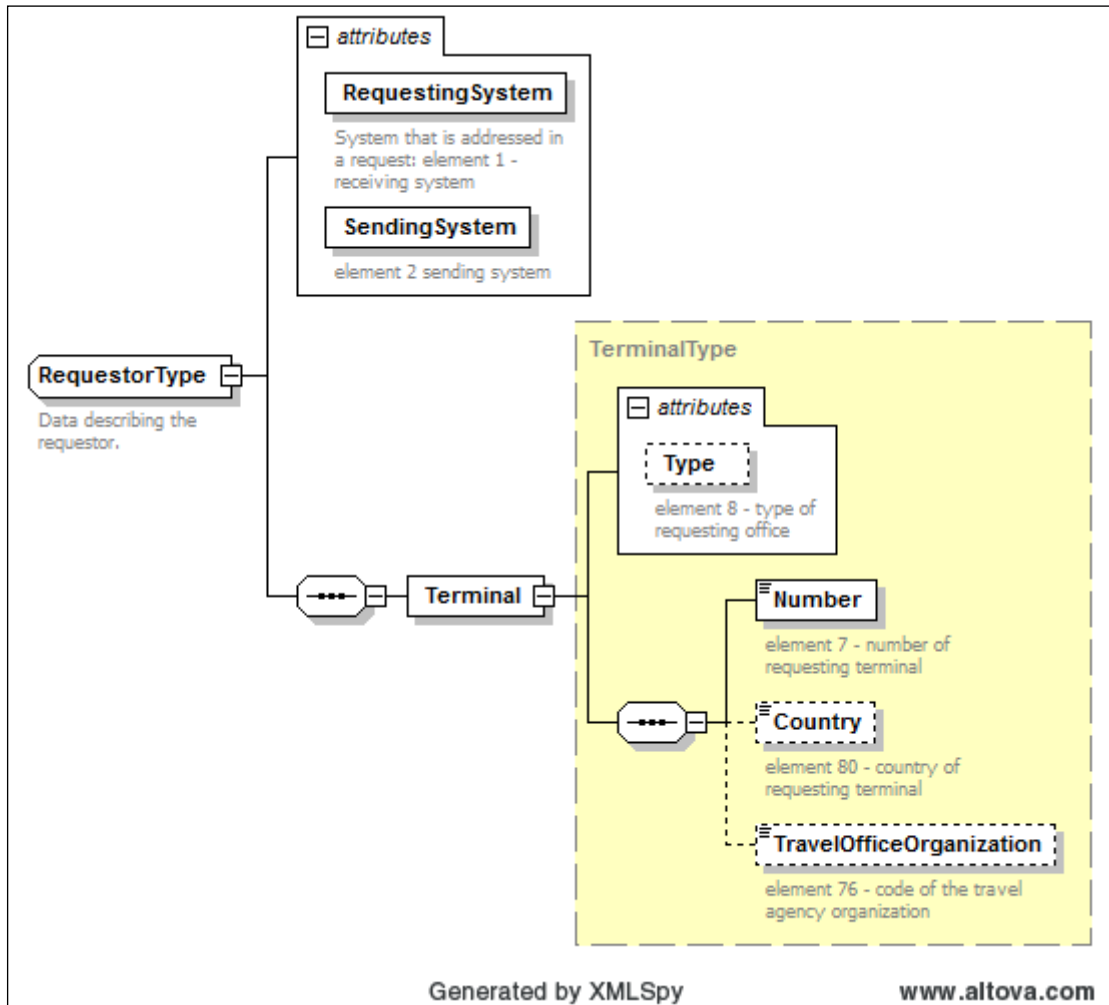 attributes
RequestingSystem
System that is addressed in
a request: element 1 -
receiving system
SendingSystem
element 2 sending system
RequestorType
Data describing the
requestor.
Terminal
TerminalType
attributes
Type
element 8 - type of
requesting office
Number
element 7 - number of
requesting terminal
Country
element 80 - country of
requesting terminal
TravelOfficeOrganization
element 76 - code of the travel
agency organization
Generated by XMLSpy
www.altova.com